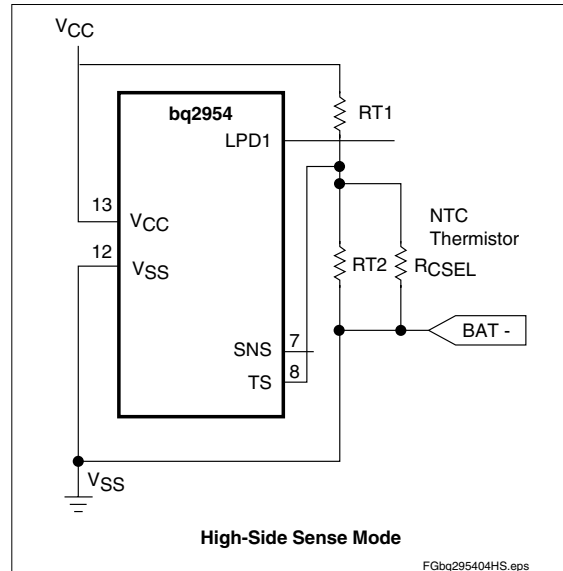 VCC
bq2954
RT1
LPD1
NTC
Thermistor
13
VCC
12
VSS
RT2
RCSEL
BAT -
SNS
7
TS
8
VSS
High-Side Sense Mode
FGbq295404HS.eps